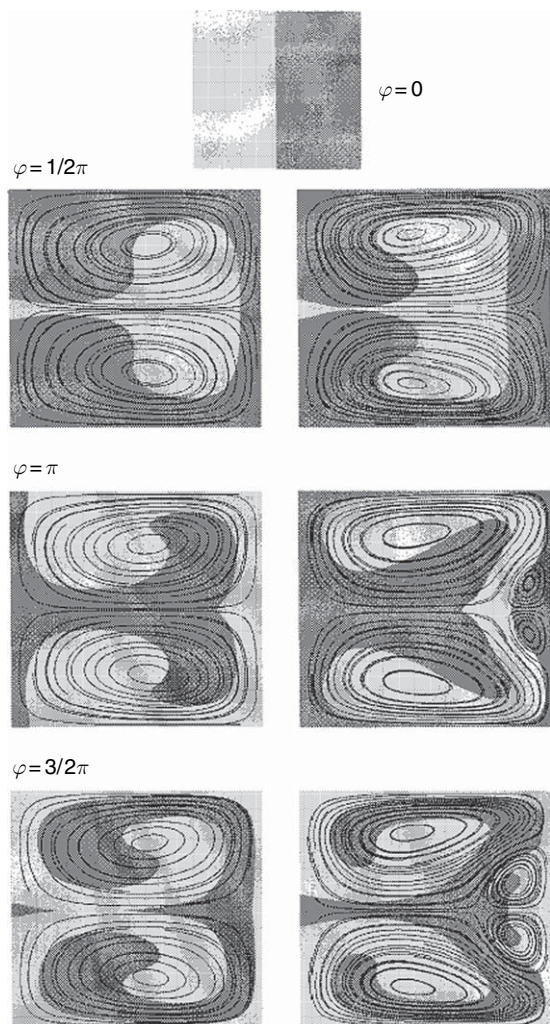 φ = 0
φ = 1/2π
φ = π
φ = 3/2π